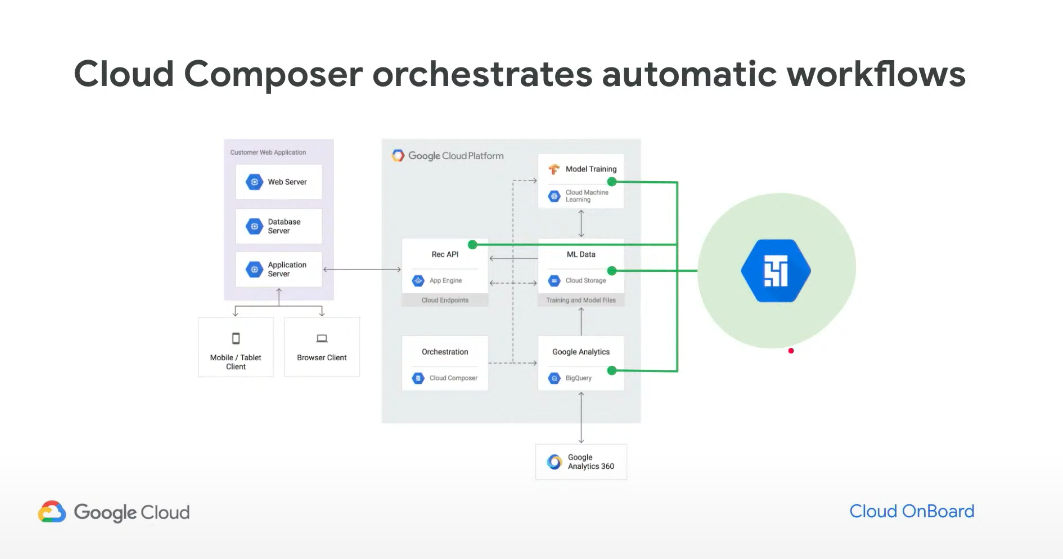 Cloud Composer orchestrates automatic workflows
Customer Web Application
Web Server
Database
Server
Application
Server
Mobile / Tablet
Client
Browser Client
Google Cloud Platform
Model Training
Cloud Machine
Learning
Rec API
App Engine
Cloud Endpoints
ML Data
Cloud Storage
Training and Model Files
Orchestration
Cloud Composer
Google Analytics
BigQuery
Google
Analytics 360
Google Cloud
Cloud OnBoard